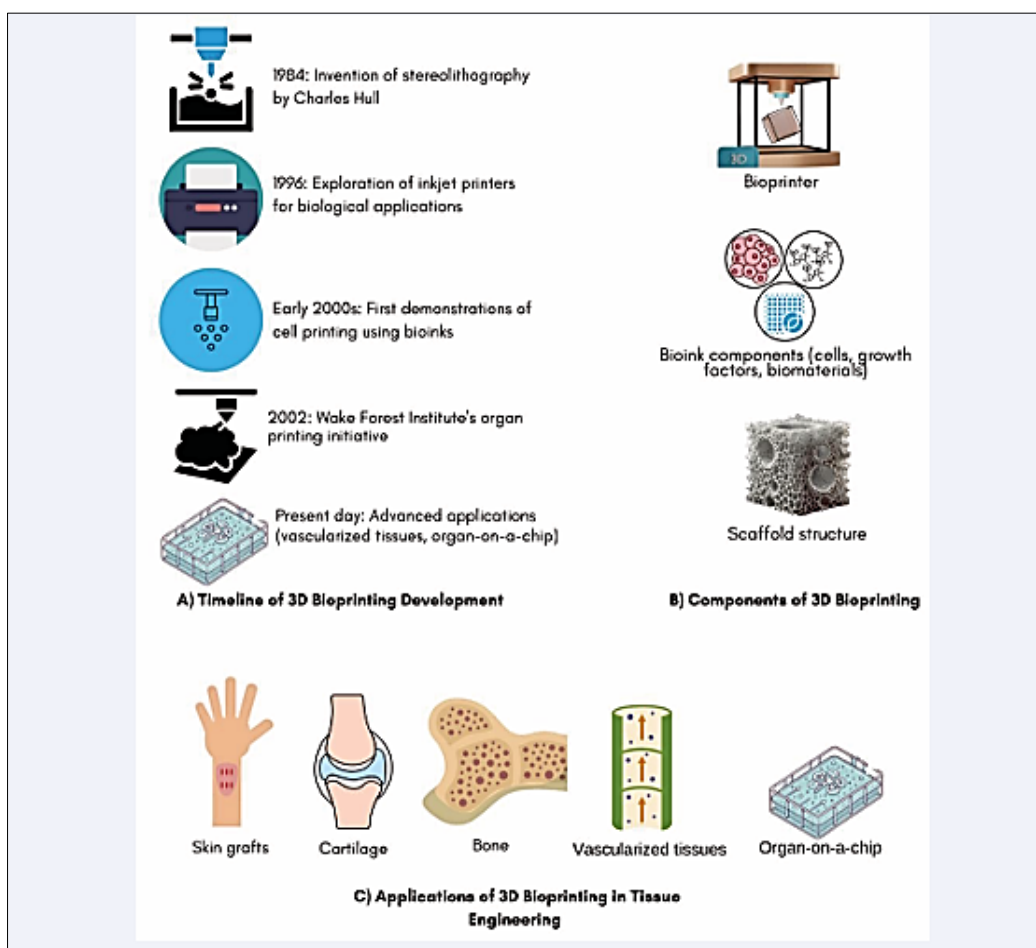 1984: Invention of stereolithography
by Charles Hull
1996: Exploration of inkjet printers
for biological applications
Early 2000s: First demonstrations of
cell printing using bioinks
2002: Wake Forest Institute's organ
printing initiative
Present day: Advanced applications
(vascularized tissues, organ-on-a-chip)
A) Timeline of 3D Bioprinting Development
3D
Bioprinter
Bioink components (cells, growth
factors, biomaterials)
Scaffold structure
B) Components of 3D Bioprinting
Skin grafts
Cartilage
Bone
Vascularized tissues
Organ-on-a-chip
C) Applications of 3D Bioprinting in Tissue
Engineering